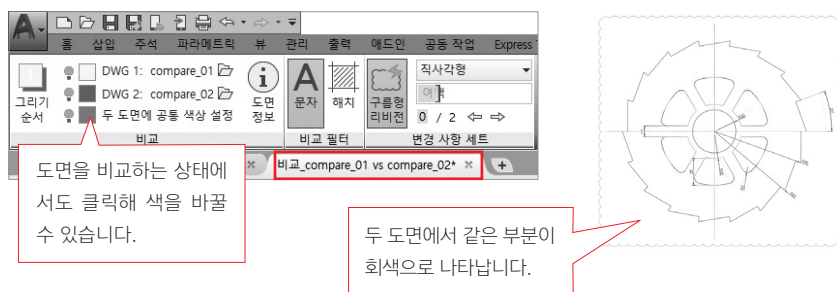 A
홈 삽입 주석 파라메트릭 뷰 관리 출력 애드인 공동 작업 Express
DWG 1: compare_01
DWG 2: compare_02
두 도면에 공통 색상 설정
그리기
순서
도면
정보
A
문자
해치
구름형
리비전
직사각형
0 / 2
비교
비교 필터
변경 사항 세트
비교_compare_01 vs compare_02*
도면을 비교하는 상태에
서도 클릭해 색을 바꿀
수 있습니다.
두 도면에서 같은 부분이
회색으로 나타납니다.